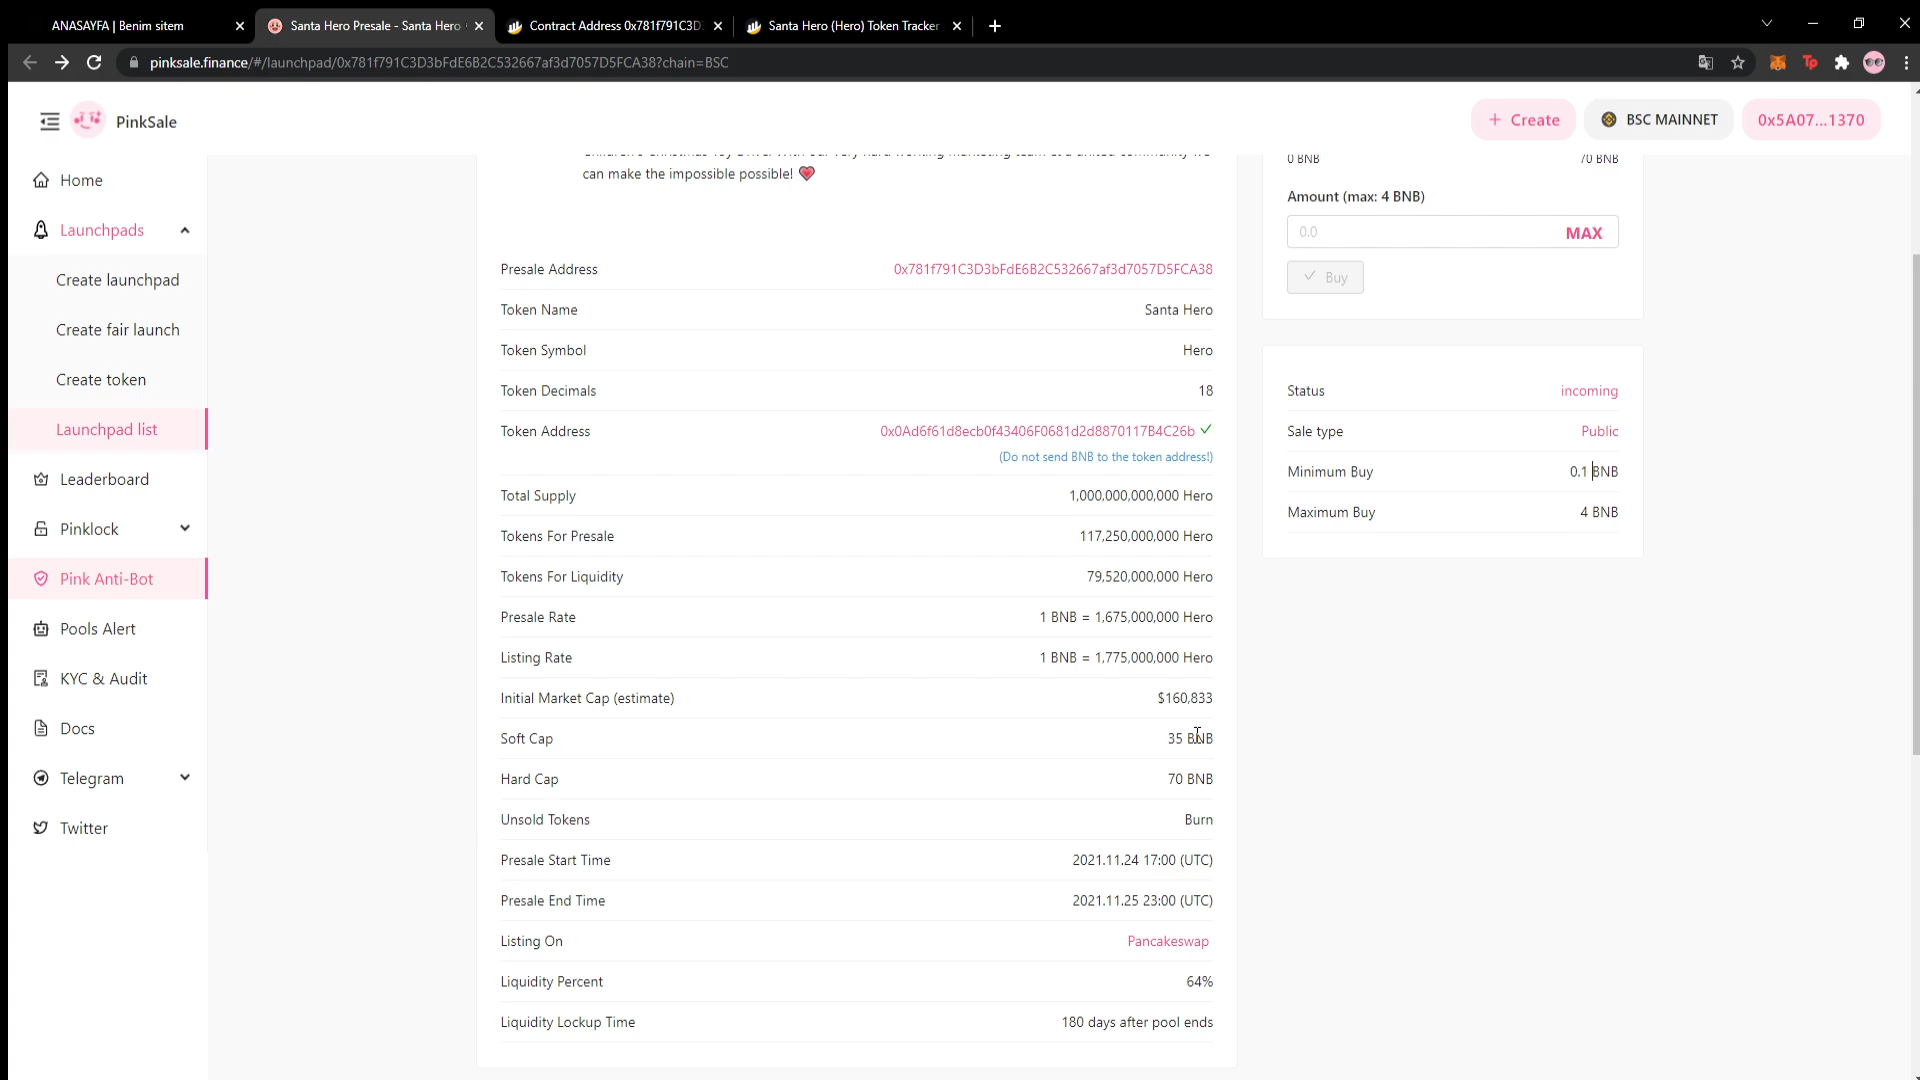 ANASAYFA | Benim sitem
Santa Hero Presale - Santa Hero
Contract Address 0x781f791C3D
Santa Hero (Hero) Token Tracker
pinksale.finance/#/launchpad/0x781f791C3D3bFdE6B2C532667af3d7057D5FCA38?chain=BSC
PinkSale
+ Create
BSC MAINNET
0x5A07...1370
Home
Launchpads
Create launchpad
Create fair launch
Create token
Launchpad list
Leaderboard
Pinklock
Pink Anti-Bot
Pools Alert
KYC & Audit
Docs
Telegram
Twitter
can make the impossible possible!
Presale Address 0x781f791C3D3bFdE6B2C532667af3d7057D5FCA38
Token Name Santa Hero
Token Symbol Hero
Token Decimals 18
Token Address 0x0Ad6f61d8ecb0f43406F0681d2d8870117B4C26b
(Do not send BNB to the token address!)
Total Supply 1,000,000,000,000 Hero
Tokens For Presale 117,250,000,000 Hero
Tokens For Liquidity 79,520,000,000 Hero
Presale Rate 1 BNB = 1,675,000,000 Hero
Listing Rate 1 BNB = 1,775,000,000 Hero
Initial Market Cap (estimate) $160,833
Soft Cap 35 BNB
Hard Cap 70 BNB
Unsold Tokens Burn
Presale Start Time 2021.11.24 17:00 (UTC)
Presale End Time 2021.11.25 23:00 (UTC)
Listing On Pancakeswap
Liquidity Percent 64%
Liquidity Lockup Time 180 days after pool ends
0 BNB 70 BNB
Amount (max: 4 BNB)
0.0 MAX
Buy
Status incoming
Sale type Public
Minimum Buy 0.1 BNB
Maximum Buy 4 BNB